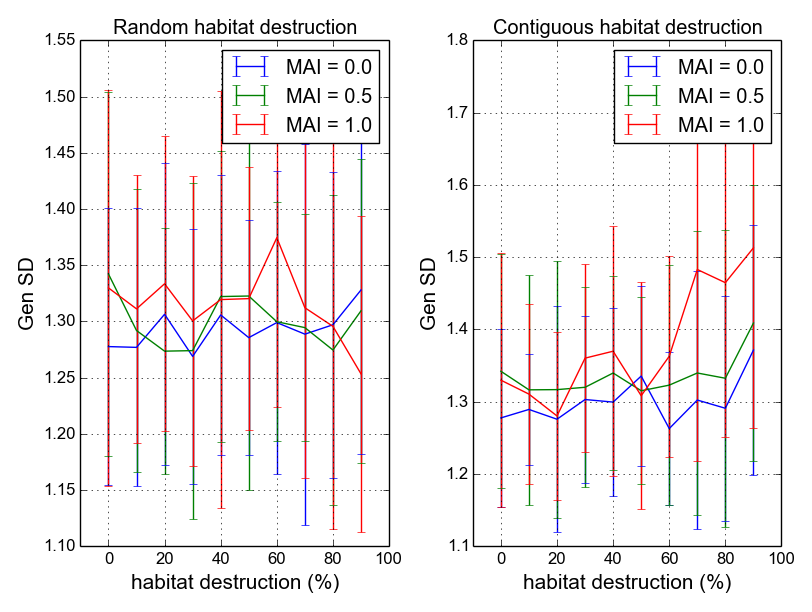 Random habitat destruction
MAI = 0.0
MAI = 0.5
MAI = 1.0
1.55
1.50
1.45
1.40
1.35
1.30
1.25
1.20
1.15
1.10
Gen SD
0 20 40 60 80 100
habitat destruction (%)
Contiguous habitat destruction
MAI = 0.0
MAI = 0.5
MAI = 1.0
1.8
1.7
1.6
1.5
1.4
1.3
1.2
1.1
Gen SD
0 20 40 60 80 100
habitat destruction (%)